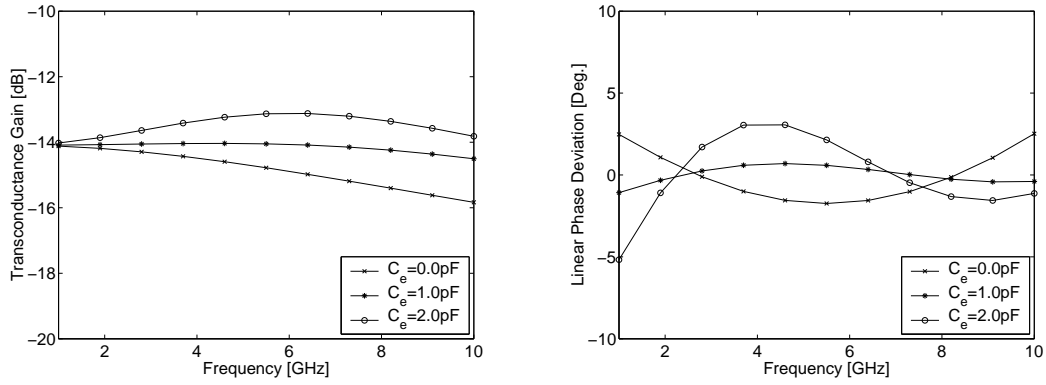 -10
-12
-14
-16
-18
-20
Transconductance Gain [dB]
2 4 6 8 10
Frequency [GHz]
C_e=0.0pF
C_e=1.0pF
C_e=2.0pF
10
5
0
-5
-10
Linear Phase Deviation [Deg.]
2 4 6 8 10
Frequency [GHz]
C_e=0.0pF
C_e=1.0pF
C_e=2.0pF